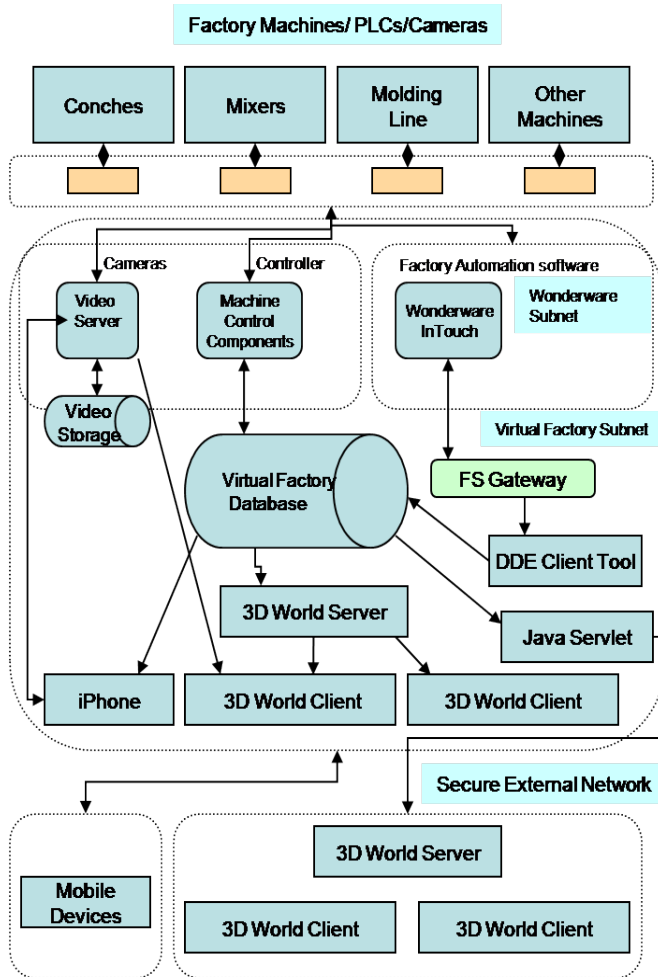 Factory Machines/ PLCs/Cameras
Conches
Mixers
Molding
Line
Other
Machines
Cameras
Controller
Factory Automation software
Video
Server
Machine
Control
Components
Wonderware
InTouch
Wonderware
Subnet
Video
Storage
Virtual Factory Subnet
Virtual Factory
Database
FS Gateway
DDE Client Tool
3D World Server
Java Servlet
iPhone
3D World Client
3D World Client
Secure External Network
3D World Server
Mobile
Devices
3D World Client
3D World Client